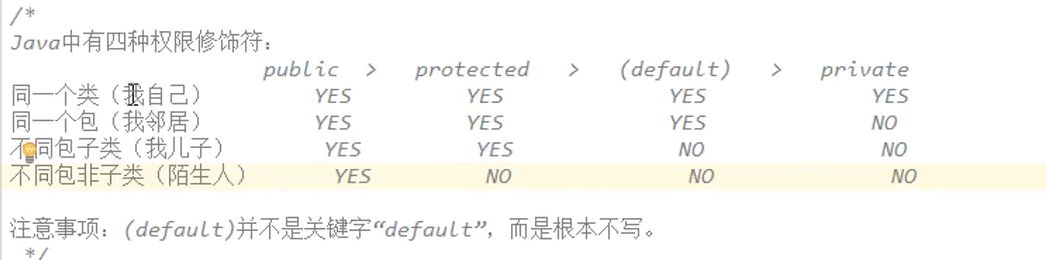 /*
Java中有四种权限修饰符：
public > protected > (default) > private
同一个类（我自己） YES YES YES YES
同一个包（我邻居） YES YES YES NO
不同包子类（我儿子） YES YES NO NO
不同包非子类（陌生人） YES NO NO NO
注意事项：(default)并不是关键字“default”，而是根本不写。
*/